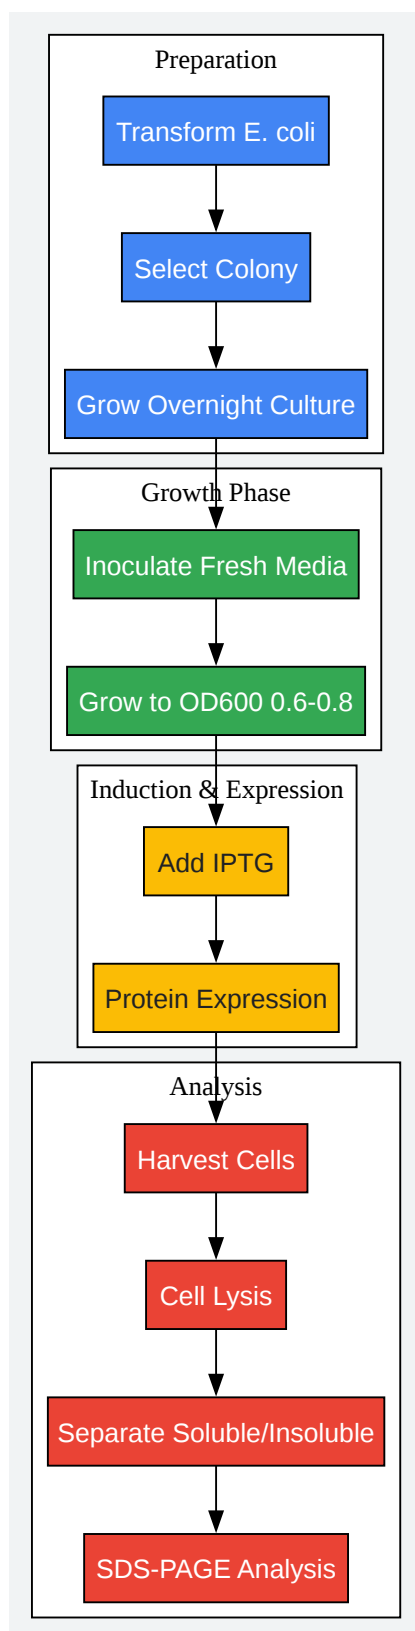 Preparation
Transform E. coli
Select Colony
Grow Overnight Culture
Growth Phase
Inoculate Fresh Media
Grow to OD600 0.6-0.8
Induction & Expression
Add IPTG
Protein Expression
Analysis
Harvest Cells
Cell Lysis
Separate Soluble/Insoluble
SDS-PAGE Analysis